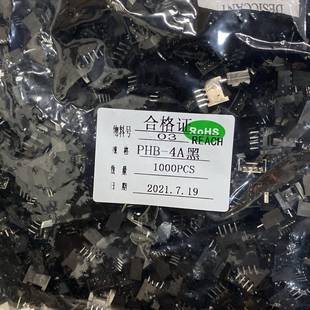 DESICCANT
合格证
物料号 03
RoHS
REACH
规格 PHB-4A黑
数量 1000PCS
日期 2021.7.19